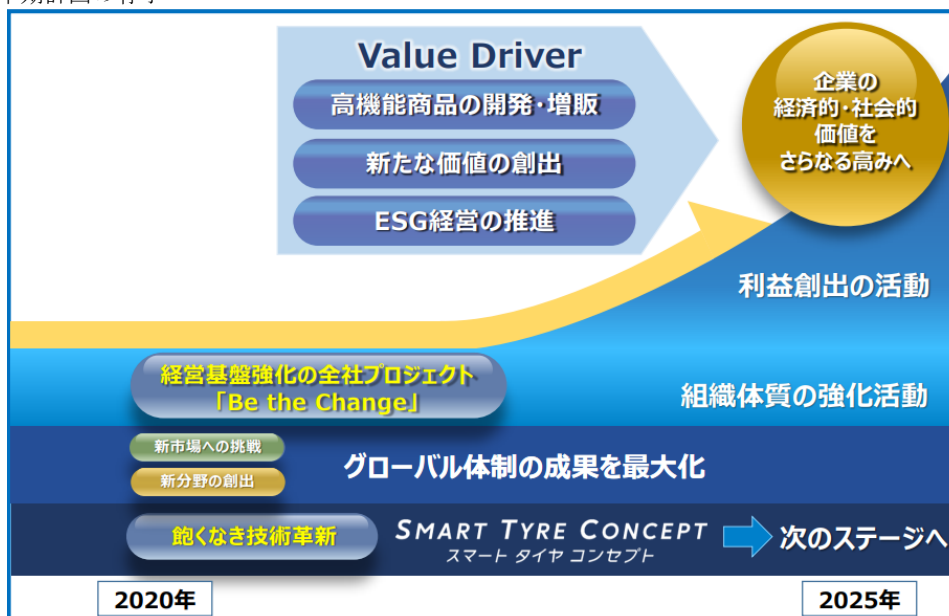 Value Driver
高機能商品の開発・増販
新たな価値の創出
ESG経営の推進
企業の
経済的・社会的
価値を
さらなる高みへ
利益創出の活動
経営基盤強化の全社プロジェクト
「Be the Change」
組織体質の強化活動
新市場への挑戦
新分野の創出
グローバル体制の成果を最大化
飽くなき技術革新
SMART TYRE CONCEPT
スマート タイヤ コンセプト
次のステージへ
2020年
2025年